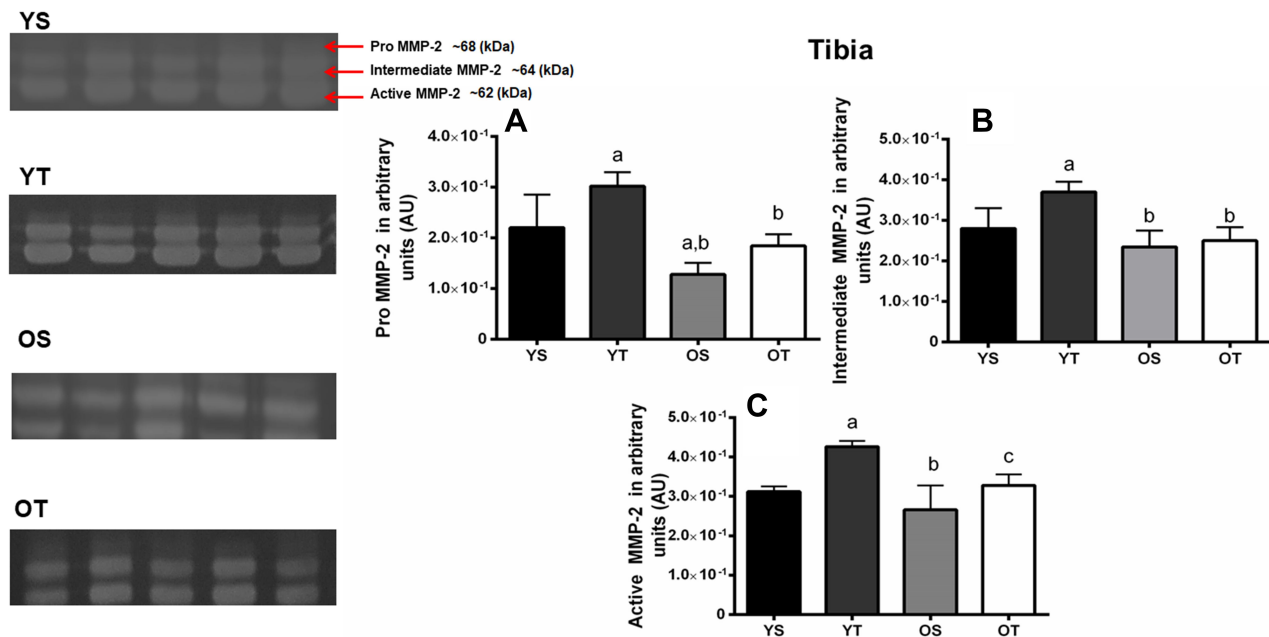 YS
Pro MMP-2 ~68 (kDa)
Intermediate MMP-2 ~64 (kDa)
Active MMP-2 ~62 (kDa)
YT
OS
OT
Tibia
A
Pro MMP-2 in arbitrary
units (AU)
4.0×10⁻¹
3.0×10⁻¹
2.0×10⁻¹
1.0×10⁻¹
0
a
a,b
b
YS YT OS OT
B
Intermediate MMP-2 in arbitrary
units (AU)
5.0×10⁻¹
4.0×10⁻¹
3.0×10⁻¹
2.0×10⁻¹
1.0×10⁻¹
0
a
b
b
YS YT OS OT
C
Active MMP-2 in arbitrary
units (AU)
5.0×10⁻¹
4.0×10⁻¹
3.0×10⁻¹
2.0×10⁻¹
1.0×10⁻¹
0
a
b
c
YS YT OS OT